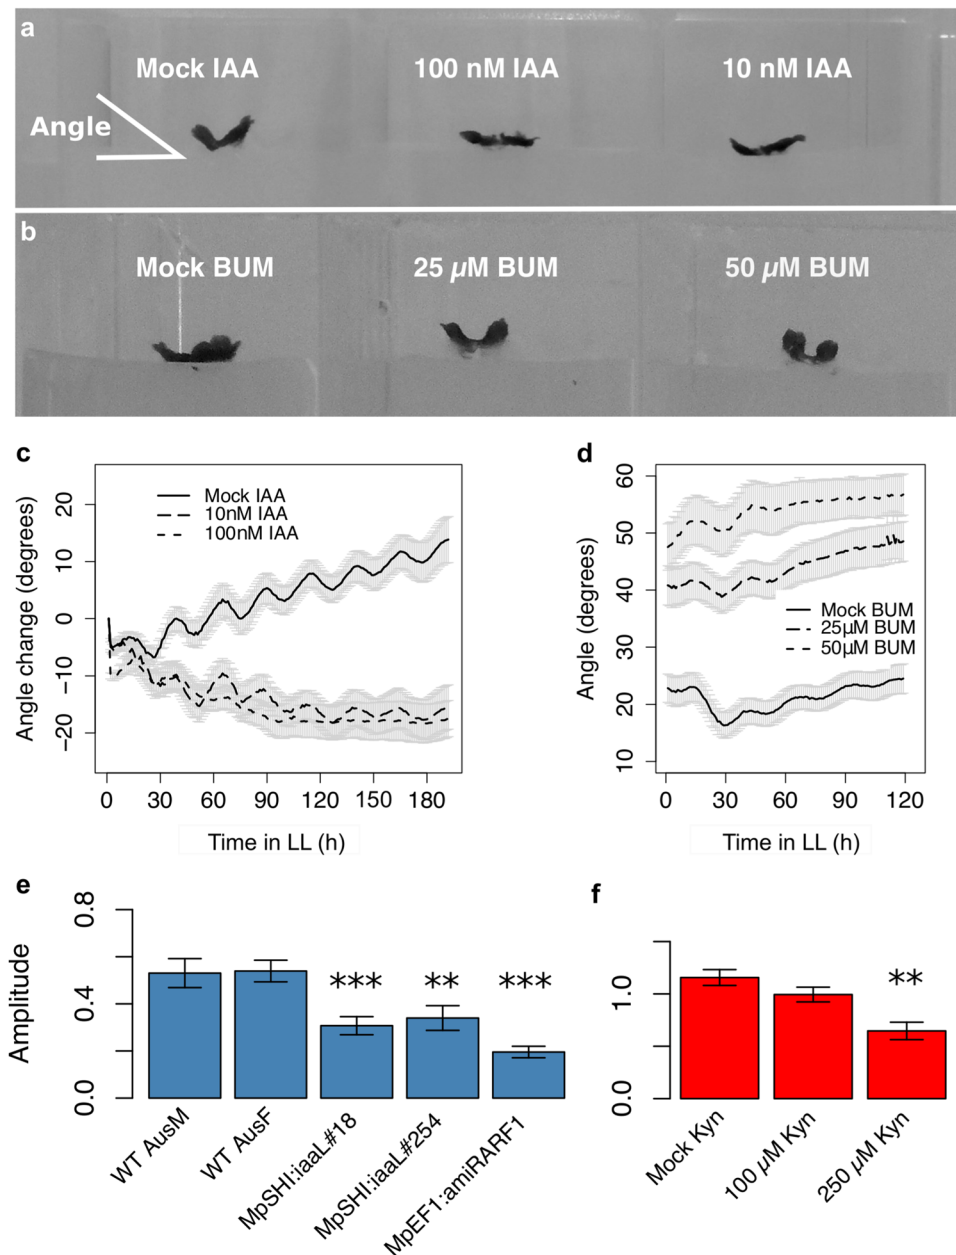 a
Mock IAA
100 nM IAA
10 nM IAA
Angle
b
Mock BUM
25 µM BUM
50 µM BUM
c
Angle change (degrees)
20
10
0
−10
−20
Mock IAA
10nM IAA
100nM IAA
0 30 60 90 120 150 180
Time in LL (h)
d
Angle (degrees)
60
50
40
30
20
10
Mock BUM
25µM BUM
50µM BUM
0 30 60 90 120
Time in LL (h)
e
Amplitude
0.8
0.4
0.0
*** ** ***
WT AusM
WT AusF
MpSHI:iaaL#18
MpSHI:iaaL#254
MpEF1:amiRARF1
f
1.0
0.0
**
Mock Kyn
100 µM Kyn
250 µM Kyn